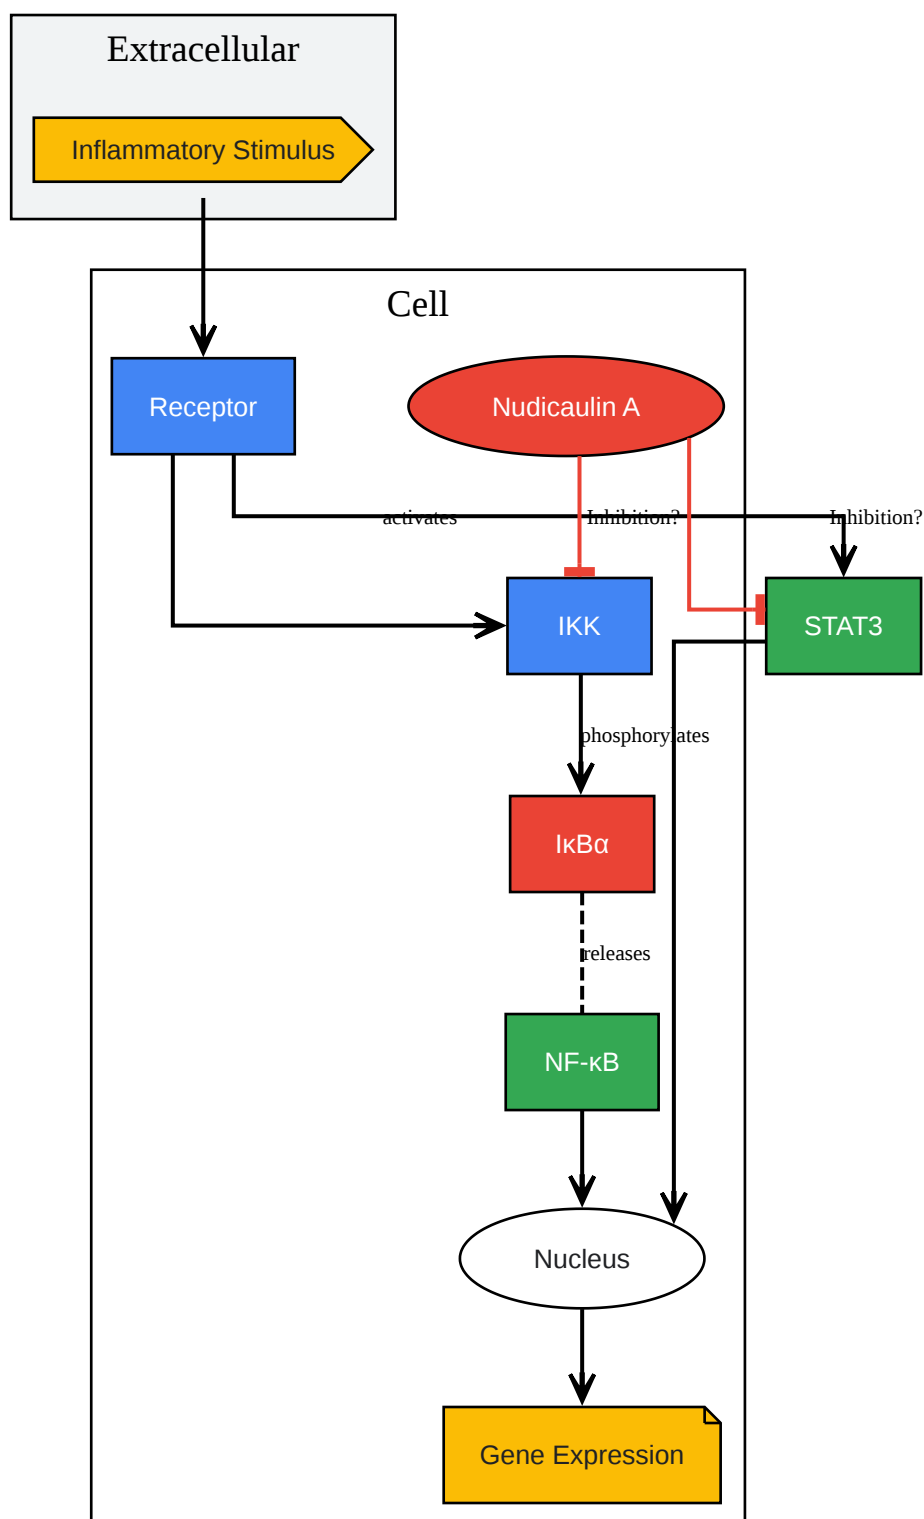 Extracellular
Inflammatory Stimulus
Cell
Receptor
Nudicaulin A
activates
Inhibition?
Inhibition?
IKK
STAT3
phosphorylates
IκBα
releases
NF-κB
Nucleus
Gene Expression